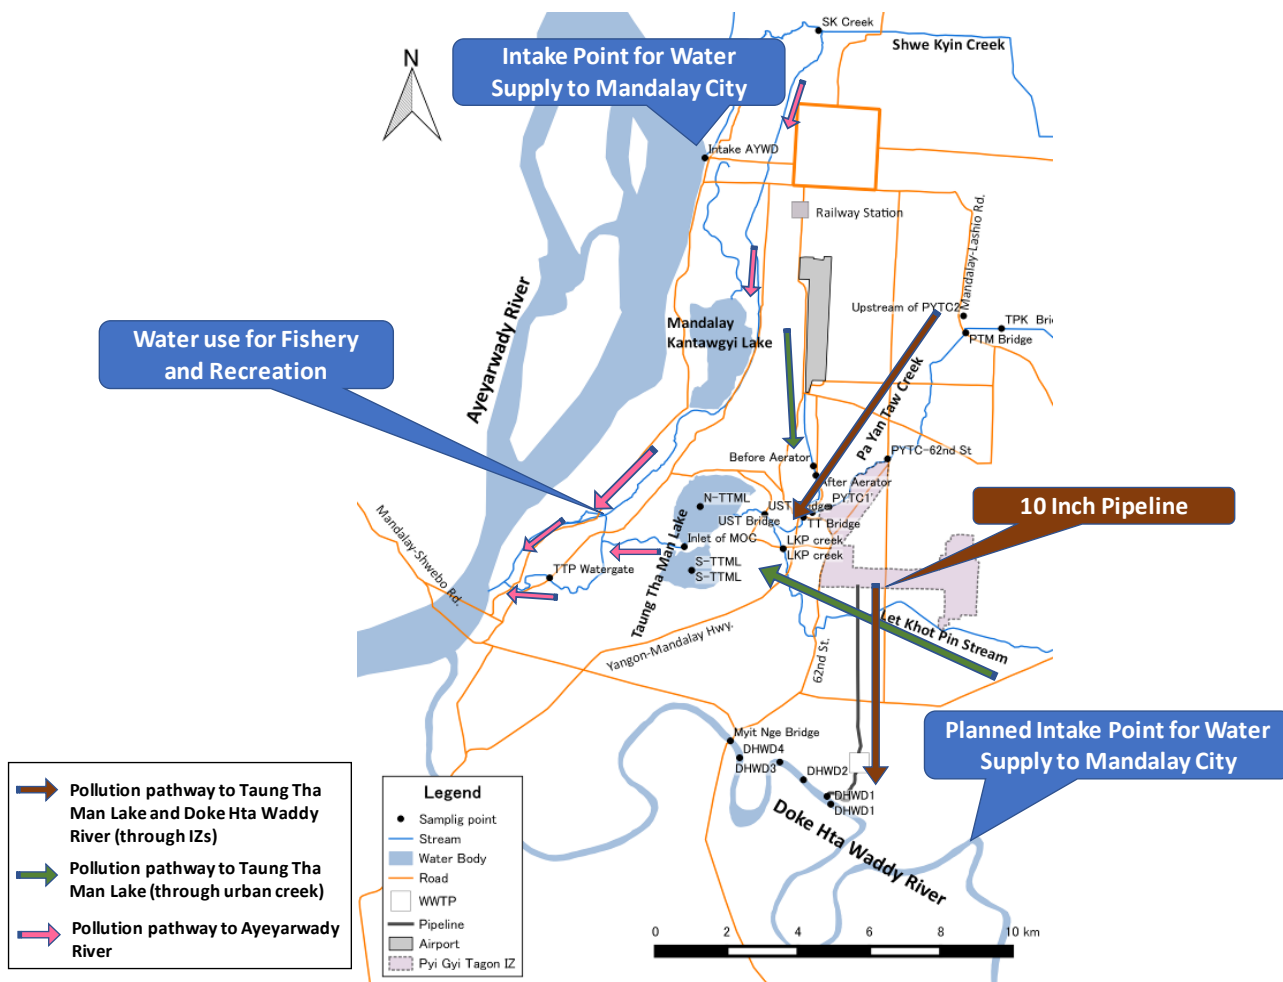 SK Creek
Shwe Kyin Creek
N
Intake Point for Water
Supply to Mandalay City
Intake AYWD
Railway Station
Mandalay-Lashio Rd.
Ayeyarwady River
Upstream of PYTC2
TPK Bri
PTM Bridge
Mandalay
Kantawgyi Lake
Water use for Fishery
and Recreation
Pa Yan Taw Creek
PYTC-62nd St
Before Aerator
After Aerator
N-TTML
PYTC1
UST Bridge
TT Bridge
10 Inch Pipeline
Mandalay-Shwebo Rd.
Taung Tha Man Lake
Inlet of MOC
LKP creek
LKP creek
S-TTML
S-TTML
TTP Watergate
Let Khot Pin Stream
Yangon-Mandalay Hwy.
62nd St.
Planned Intake Point for Water
Supply to Mandalay City
Myit Nge Bridge
DHWD4
DHWD3
DHWD2
DHWD1
DHWD1
Doke Hta Waddy River
Pollution pathway to Taung Tha
Man Lake and Doke Hta Waddy
River (through IZs)
Pollution pathway to Taung Tha
Man Lake (through urban creek)
Pollution pathway to Ayeyarwady
River
Legend
Samplig point
Stream
Water Body
Road
WWTP
Pipeline
Airport
Pyi Gyi Tagon IZ
0 2 4 6 8 10 km